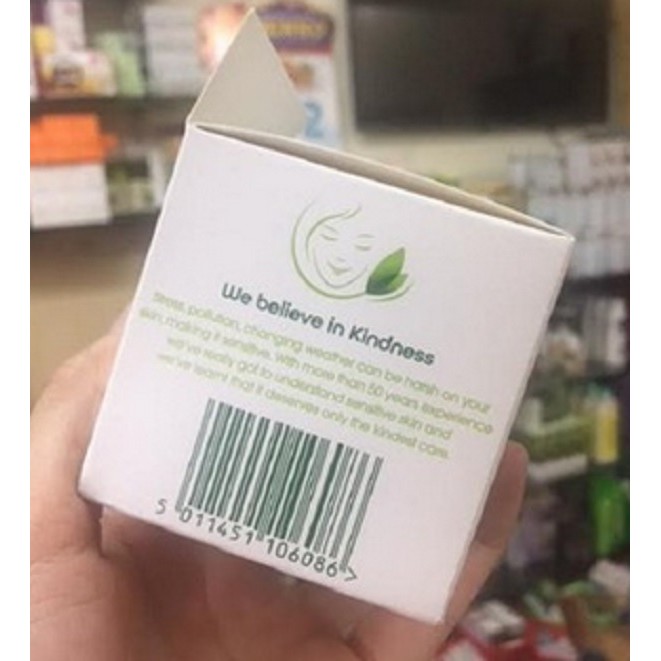 We believe in Kindness
Stress, pollution, changing weather can be harsh on your
skin, making it sensitive. With more than 50 years experience
we've really got to understand sensitive skin and
we've learnt that it deserves only the kindest care.
5 011451 106086 >